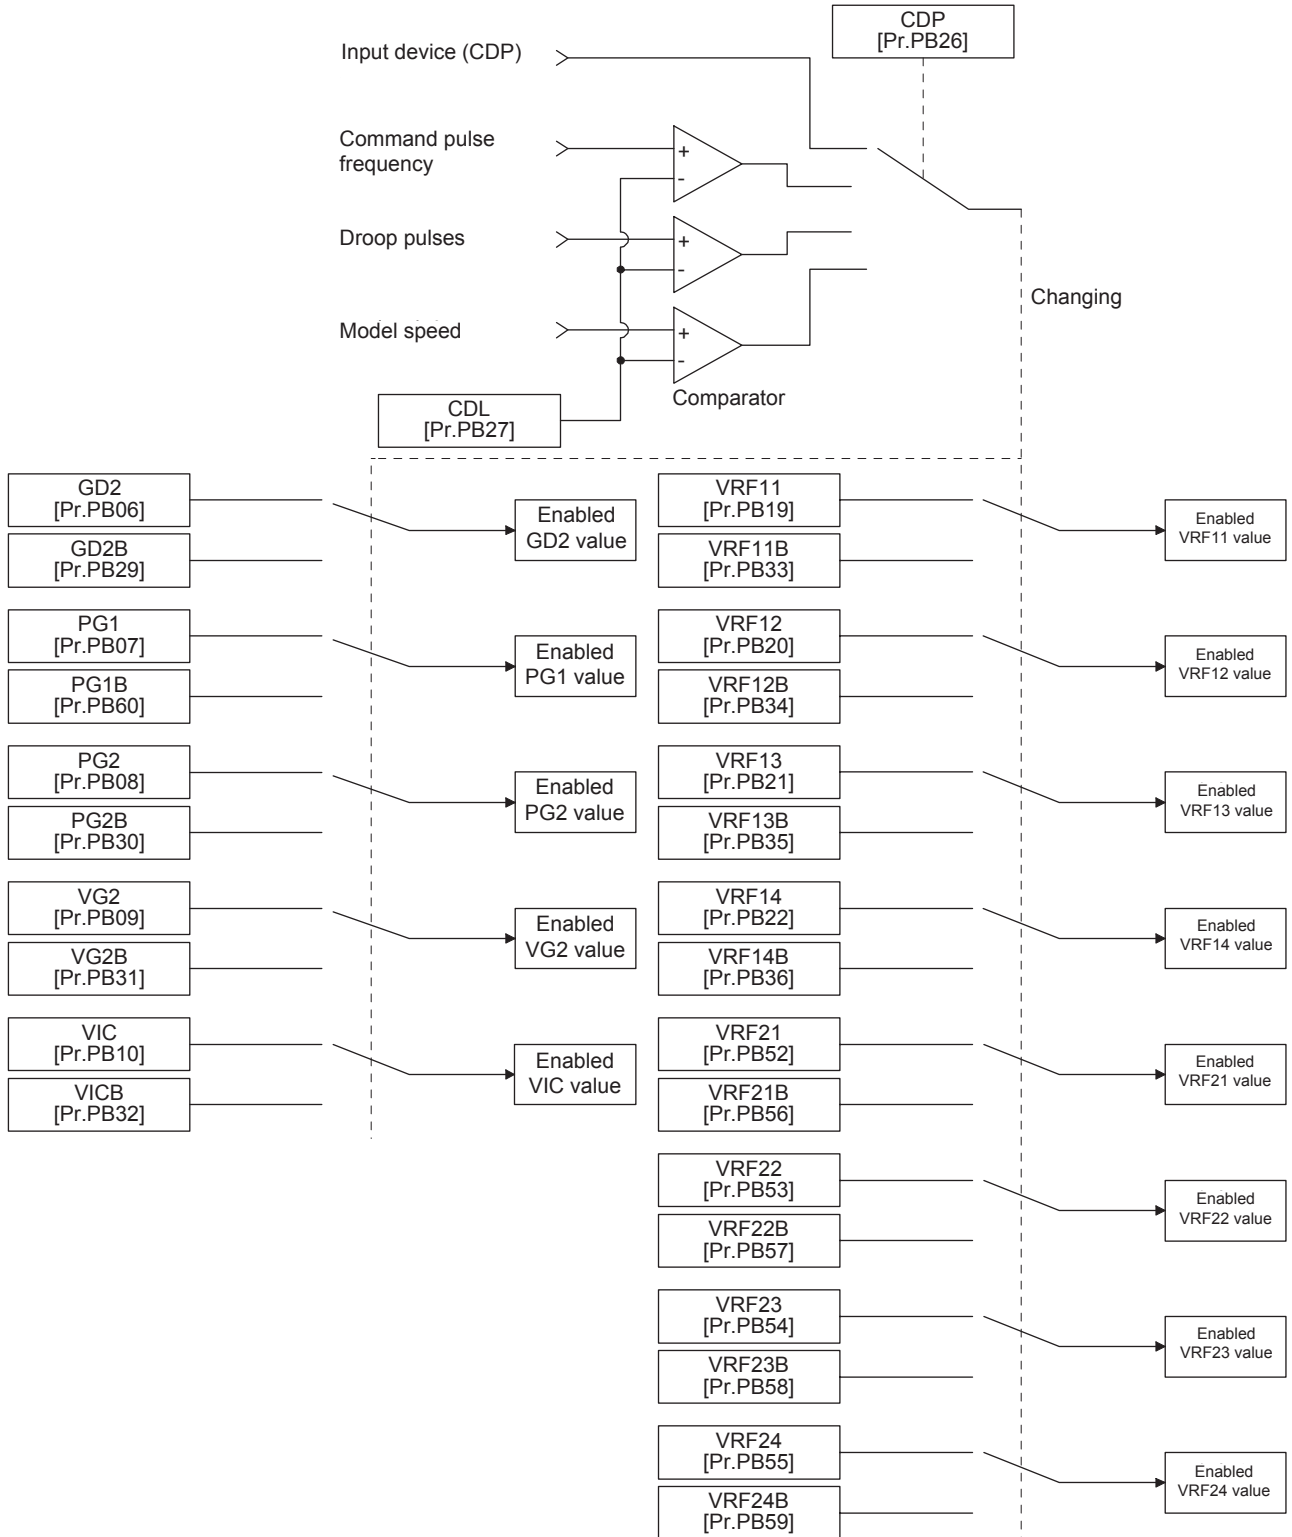 CDP
[Pr.PB26]
Input device (CDP)
Command pulse
frequency
+
-
Droop pulses
+
-
Changing
Model speed
+
-
Comparator
CDL
[Pr.PB27]
GD2
[Pr.PB06]
GD2B
[Pr.PB29]
Enabled
GD2 value
PG1
[Pr.PB07]
PG1B
[Pr.PB60]
Enabled
PG1 value
PG2
[Pr.PB08]
PG2B
[Pr.PB30]
Enabled
PG2 value
VG2
[Pr.PB09]
VG2B
[Pr.PB31]
Enabled
VG2 value
VIC
[Pr.PB10]
VICB
[Pr.PB32]
Enabled
VIC value
VRF11
[Pr.PB19]
VRF11B
[Pr.PB33]
Enabled
VRF11 value
VRF12
[Pr.PB20]
VRF12B
[Pr.PB34]
Enabled
VRF12 value
VRF13
[Pr.PB21]
VRF13B
[Pr.PB35]
Enabled
VRF13 value
VRF14
[Pr.PB22]
VRF14B
[Pr.PB36]
Enabled
VRF14 value
VRF21
[Pr.PB52]
VRF21B
[Pr.PB56]
Enabled
VRF21 value
VRF22
[Pr.PB53]
VRF22B
[Pr.PB57]
Enabled
VRF22 value
VRF23
[Pr.PB54]
VRF23B
[Pr.PB58]
Enabled
VRF23 value
VRF24
[Pr.PB55]
VRF24B
[Pr.PB59]
Enabled
VRF24 value